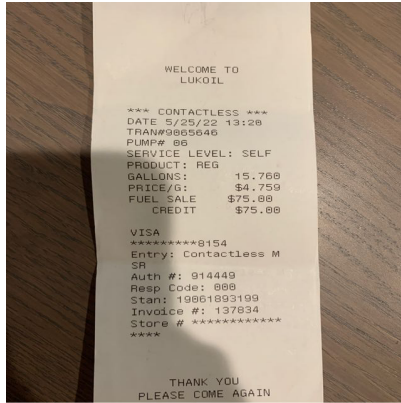 WELCOME TO
LUKOIL
*** CONTACTLESS ***
DATE 5/25/22 13:20
TRAN#9065646
PUMP# 06
SERVICE LEVEL: SELF
PRODUCT: REG
GALLONS: 15.760
PRICE/G: $4.759
FUEL SALE $75.00
CREDIT $75.00
VISA
*********8154
Entry: Contactless M
SR
Auth #: 914449
Resp Code: 000
Stan: 19061893199
Invoice #: 137834
Store # ************
****
THANK YOU
PLEASE COME AGAIN